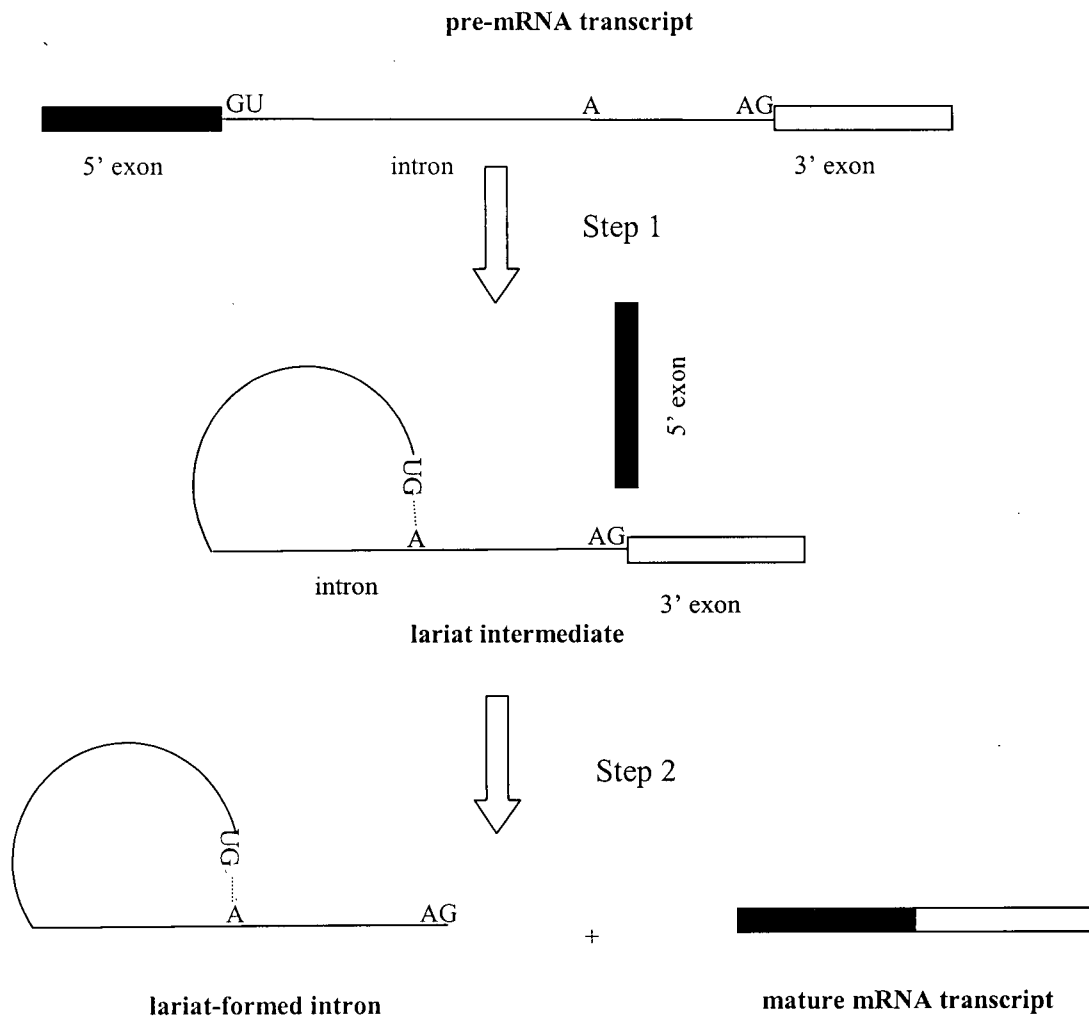 pre-mRNA transcript
GU A AG
5' exon intron 3' exon
Step 1
5' exon
UG
A AG
intron
3' exon
lariat intermediate
Step 2
UG
A AG
+
lariat-formed intron
mature mRNA transcript